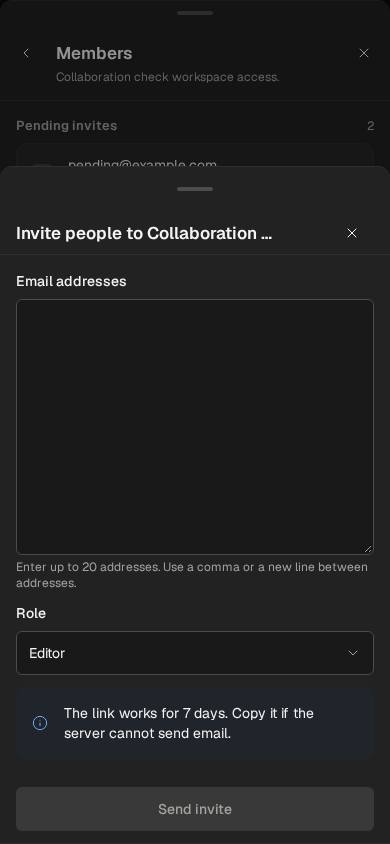 Members
Collaboration check workspace access.
Pending invites 2
pending@example.com
Invite people to Collaboration ...
Email addresses
Enter up to 20 addresses. Use a comma or a new line between
addresses.
Role
Editor
The link works for 7 days. Copy it if the
server cannot send email.
Send invite